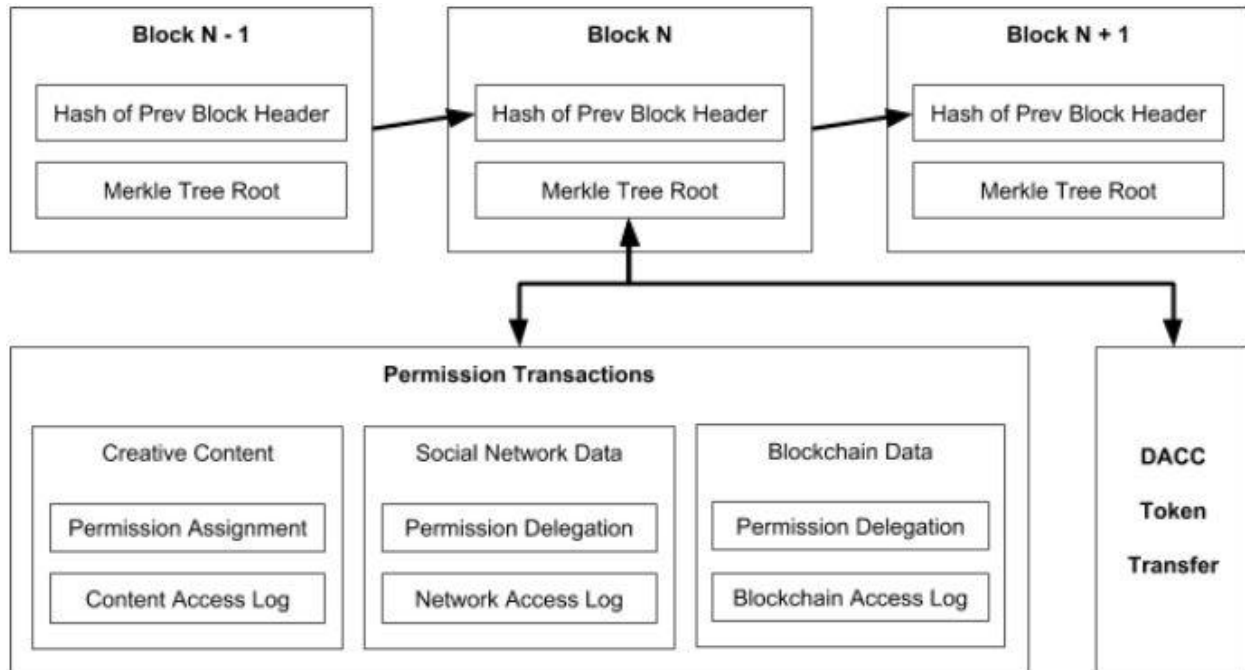 Block N - 1
Hash of Prev Block Header
Merkle Tree Root
Block N
Hash of Prev Block Header
Merkle Tree Root
Block N + 1
Hash of Prev Block Header
Merkle Tree Root
Permission Transactions
Creative Content
Permission Assignment
Content Access Log
Social Network Data
Permission Delegation
Network Access Log
Blockchain Data
Permission Delegation
Blockchain Access Log
DACC
Token
Transfer